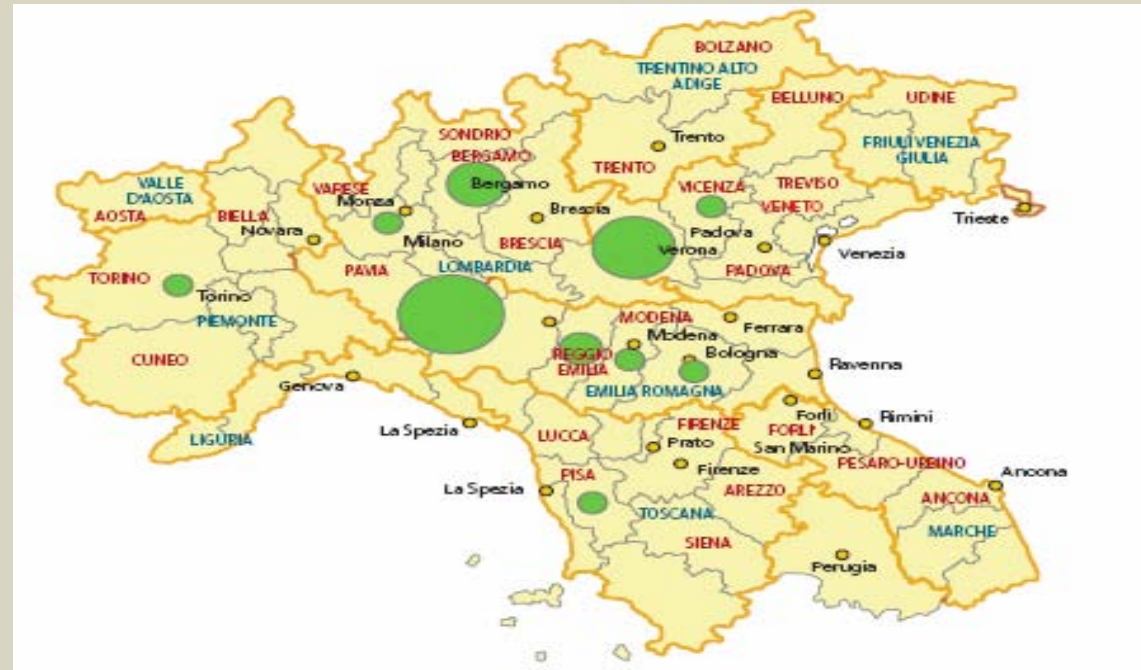 BOLZANO
TRENTINO ALTO
ADIGE
BELLUNO
UDINE
SONDRIO
BERGAMO
Trento
FRIULI VENEZIA
GIULIA
TRENTO
VALLE
D'AOSTA
VARESE
Bergamo
VICENZA
TREVISO
AOSTA
BIELLA
Monza
Brescia
VENETO
Trieste
Novara
Milano
BRESCIA
Padova
Verona
Venezia
TORINO
PAVIA
LOMBARDIA
PADOVA
Torino
PIEMONTE
MODENA
Modena
Ferrara
CUNEO
REGGIO
EMILIA
Bologna
Ravenna
Genova
EMILIA ROMAGNA
LIGURIA
La Spezia
LUCCA
FIRENZE
Forlì
FORLI
Rimini
Prato
San Marino
PISA
Firenze
PESARO-URBINO
Ancona
La Spezia
AREZZO
ANCONA
TOSCANA
MARCHE
SIENA
Perugia